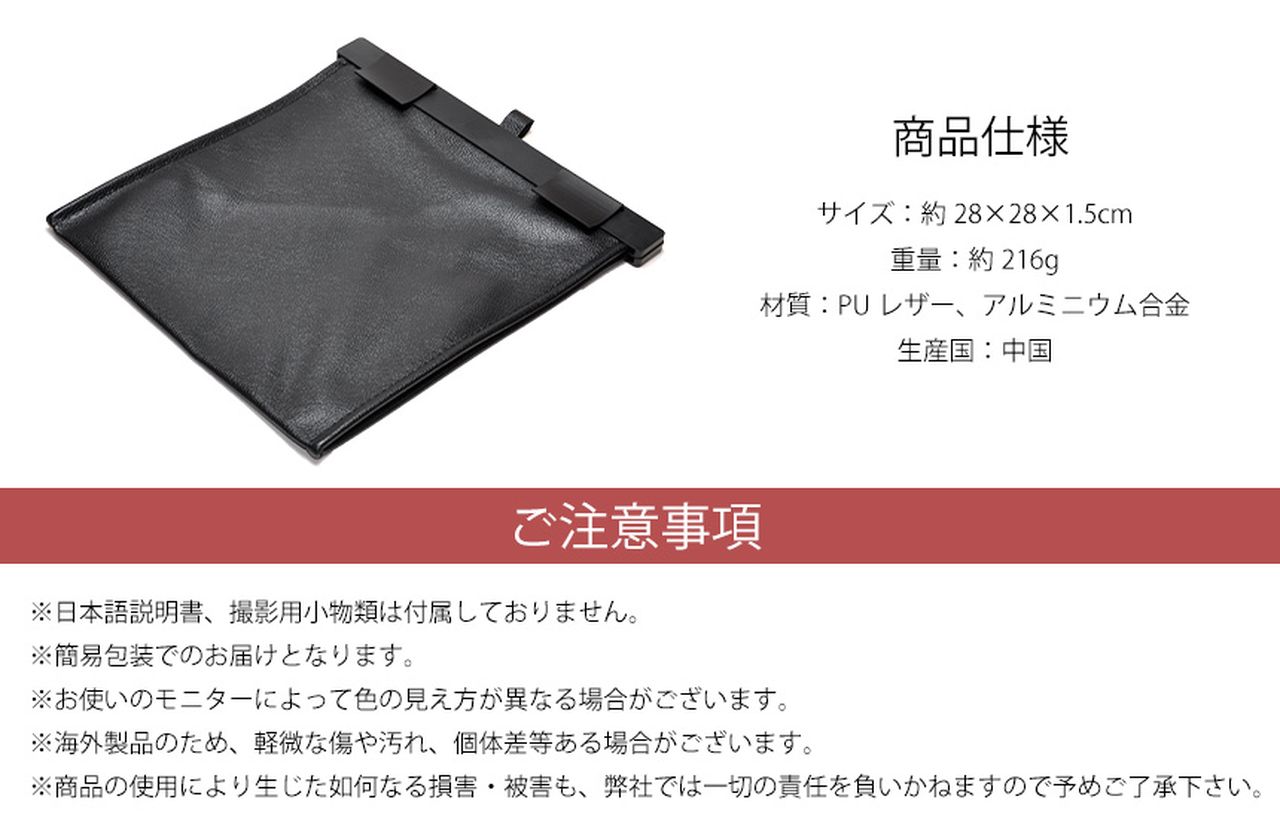 商品仕様
サイズ：約 28×28×1.5cm
重量：約 216g
材質：PU レザー、アルミニウム合金
生産国：中国
ご注意事項
※日本語説明書、撮影用小物類は付属しておりません。
※簡易包装でのお届けとなります。
※お使いのモニターによって色の見え方が異なる場合がございます。
※海外製品のため、軽微な傷や汚れ、個体差等ある場合がございます。
※商品の使用により生じた如何なる損害・被害も、弊社では一切の責任を負いかねますので予めご了承下さい。